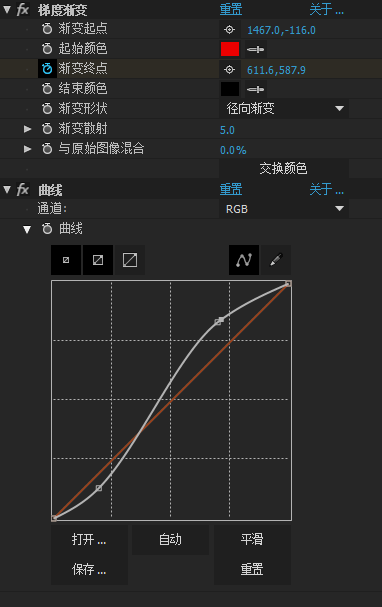 fx 梯度渐变 重置 关于 ...
渐变起点 1467.0,-116.0
起始颜色
渐变终点 611.6,587.9
结束颜色
渐变形状 径向渐变
渐变散射 5.0
与原始图像混合 0.0%
交换颜色
fx 曲线 重置 关于 ...
通道: RGB
曲线
打开 ... 自动 平滑
保存 ... 重置